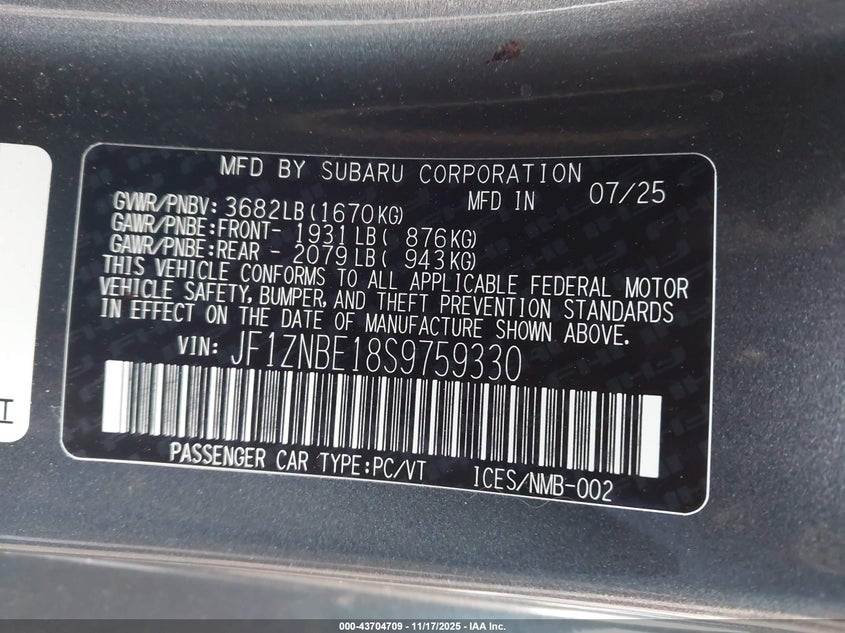 MFD BY SUBARU CORPORATION
GVWR/PNBV: 3682LB(1670KG) MFD IN 07/25
GAWR/PNBE:FRONT- 1931LB( 876KG)
GAWR/PNBE:REAR - 2079LB( 943KG)
THIS VEHICLE CONFORMS TO ALL APPLICABLE FEDERAL MOTOR
VEHICLE SAFETY, BUMPER, AND THEFT PREVENTION STANDARDS
IN EFFECT ON THE DATE OF MANUFACTURE SHOWN ABOVE.
VIN: JF1ZNBE18S9759330
PASSENGER CAR TYPE:PC/VT ICES/NMB-002
000-43704709 - 11/17/2025 - IAA Inc.